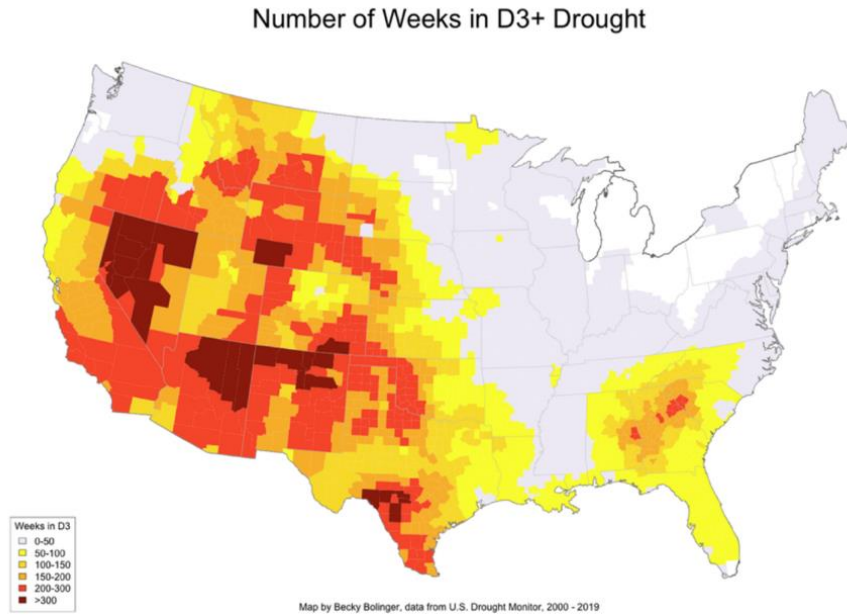 Number of Weeks in D3+ Drought
Weeks in D3
0-50
50-100
100-150
150-200
200-300
>300
Map by Becky Bolinger, data from U.S. Drought Monitor, 2000 - 2019